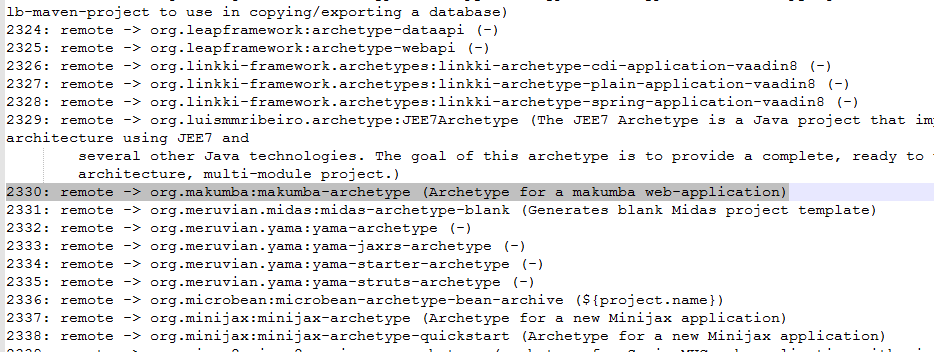 lb-maven-project to use in copying/exporting a database)
2324: remote -> org.leapframework:archetype-dataapi (-)
2325: remote -> org.leapframework:archetype-webapi (-)
2326: remote -> org.linkki-framework.archetypes:linkki-archetype-cdi-application-vaadin8 (-)
2327: remote -> org.linkki-framework.archetypes:linkki-archetype-plain-application-vaadin8 (-)
2328: remote -> org.linkki-framework.archetypes:linkki-archetype-spring-application-vaadin8 (-)
2329: remote -> org.luismmribeiro.archetype:JEE7Archetype (The JEE7 Archetype is a Java project that im
architecture using JEE7 and
several other Java technologies. The goal of this archetype is to provide a complete, ready to
architecture, multi-module project.)
2330: remote -> org.makumba:makumba-archetype (Archetype for a makumba web-application)
2331: remote -> org.meruvian.midas:midas-archetype-blank (Generates blank Midas project template)
2332: remote -> org.meruvian.yama:yama-archetype (-)
2333: remote -> org.meruvian.yama:yama-jaxrs-archetype (-)
2334: remote -> org.meruvian.yama:yama-starter-archetype (-)
2335: remote -> org.meruvian.yama:yama-struts-archetype (-)
2336: remote -> org.microbean:microbean-archetype-bean-archive (${project.name})
2337: remote -> org.minijax:minijax-archetype (Archetype for a new Minijax application)
2338: remote -> org.minijax:minijax-archetype-quickstart (Archetype for a new Minijax application)